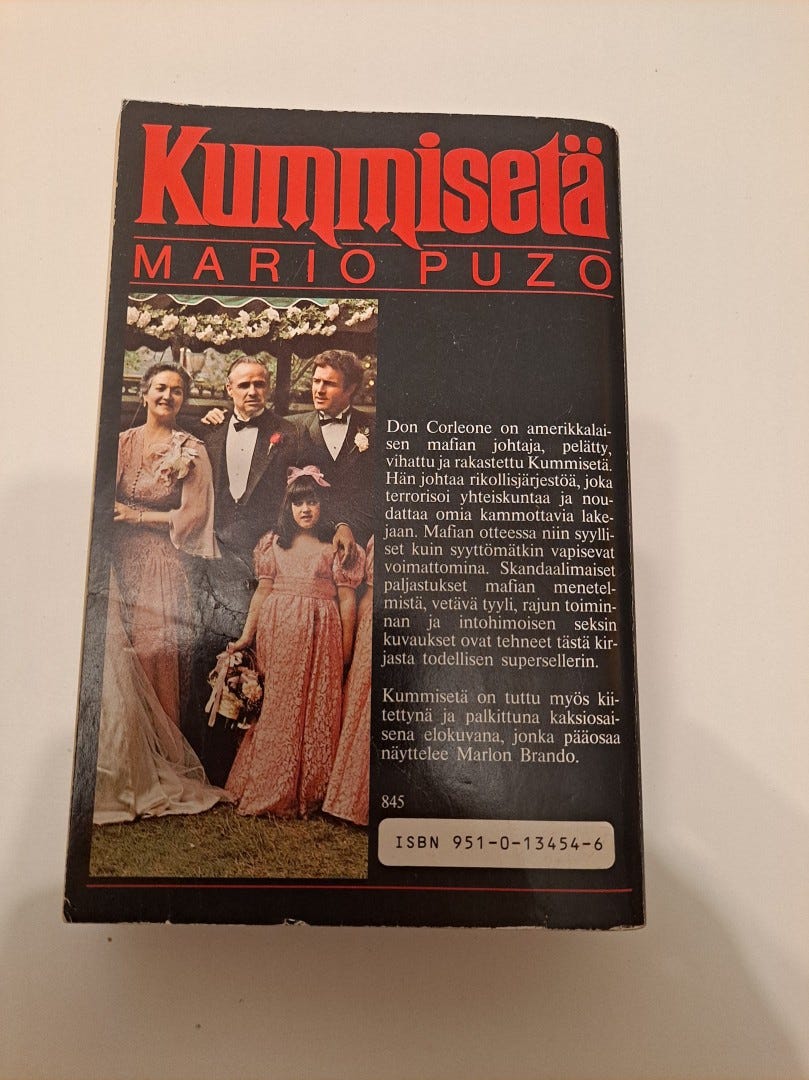 Kummisetä
MARIO PUZO
Don Corleone on amerikkalai-
sen mafian johtaja, pelätty,
vihattu ja rakastettu Kummisetä.
Hän johtaa rikollisjärjestöä, joka
terrorisoi yhteiskuntaa ja nou-
dattaa omia kammottavia lake-
jaan. Mafian otteessa niin syylli-
set kuin syyttömätkin vapisevat
voimattomina. Skandaalimaiset
paljastukset mafian menetel-
mistä, vetävä tyyli, rajun toimin-
nan ja intohimoisen seksin
kuvaukset ovat tehneet tästä kir-
jasta todellisen supersellerin.
Kummisetä on tuttu myös kii-
tettynä ja palkittuna kaksiosai-
sena elokuvana, jonka pääosaa
näyttelee Marlon Brando.
845
ISBN 951-0-13454-6